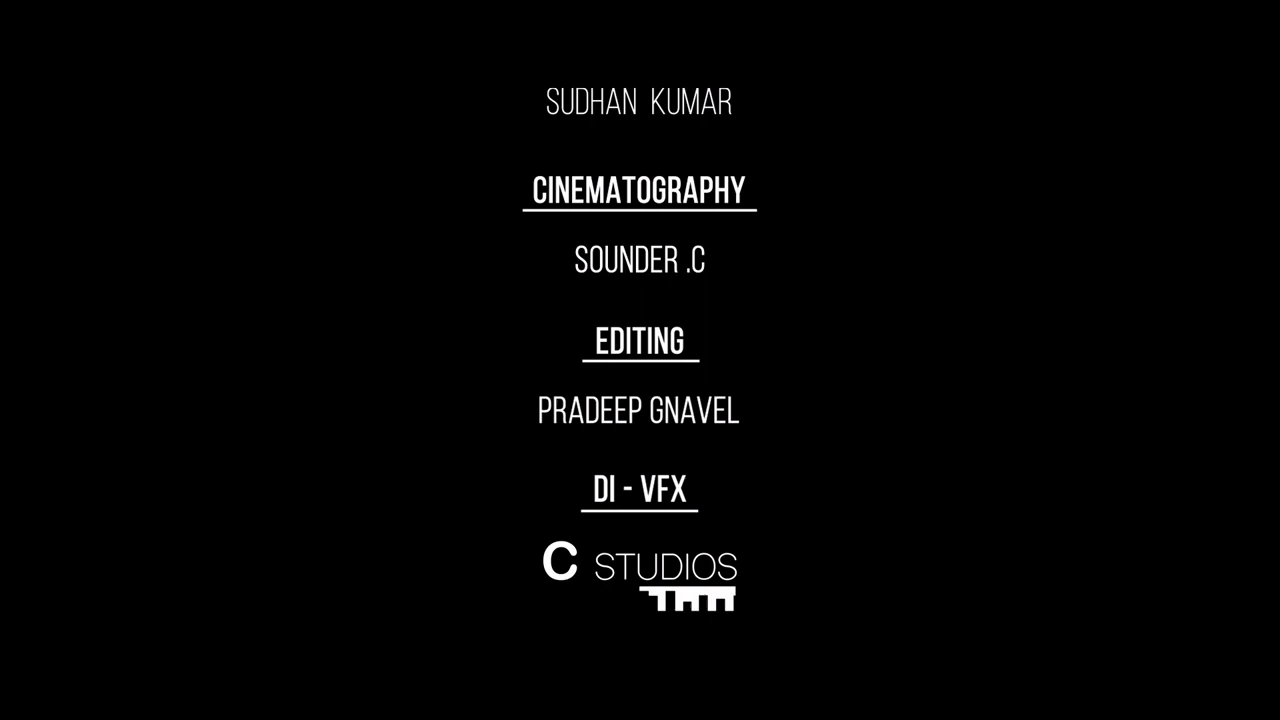 SUDHAN KUMAR
CINEMATOGRAPHY
SOUNDER .C
EDITING
PRADEEP GNAVEL
DI - VFX
C STUDIOS